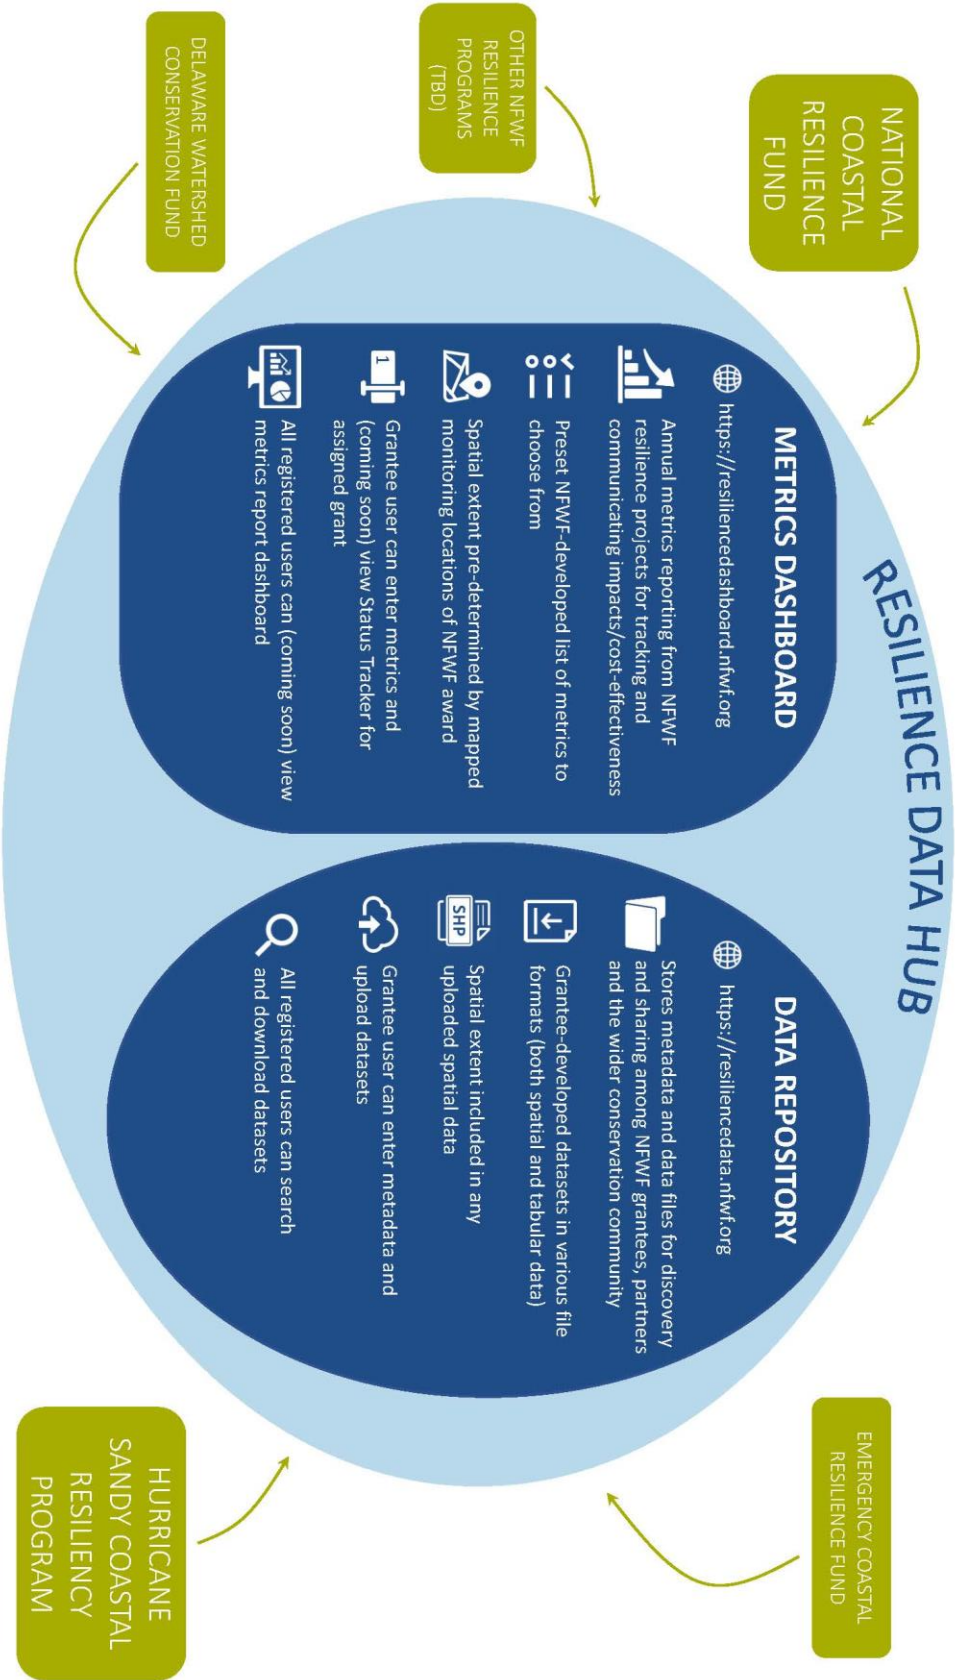 RESILIENCE DATA HUB
NATIONAL
COASTAL
RESILIENCE
FUND
OTHER NFWF
RESILIENCE
PROGRAMS
(TBD)
DELAWARE WATERSHED
CONSERVATION FUND
METRICS DASHBOARD
https://resiliencedashboard.nfwf.org
Annual metrics reporting from NFWF
resilience projects for tracking and
communicating impacts/cost-effectiveness
Preset NFWF-developed list of metrics to
choose from
Spatial extent pre-determined by mapped
monitoring locations of NFWF award
1
Grantee user can enter metrics and
(coming soon) view Status Tracker for
assigned grant
All registered users can (coming soon) view
metrics report dashboard
DATA REPOSITORY
https://resiliencedata.nfwf.org
Stores metadata and data files for discovery
and sharing among NFWF grantees, partners
and the wider conservation community
Grantee-developed datasets in various file
formats (both spatial and tabular data)
SHP
Spatial extent included in any
uploaded spatial data
Grantee user can enter metadata and
upload datasets
All registered users can search
and download datasets
EMERGENCY COASTAL
RESILIENCE FUND
HURRICANE
SANDY COASTAL
RESILIENCY
PROGRAM